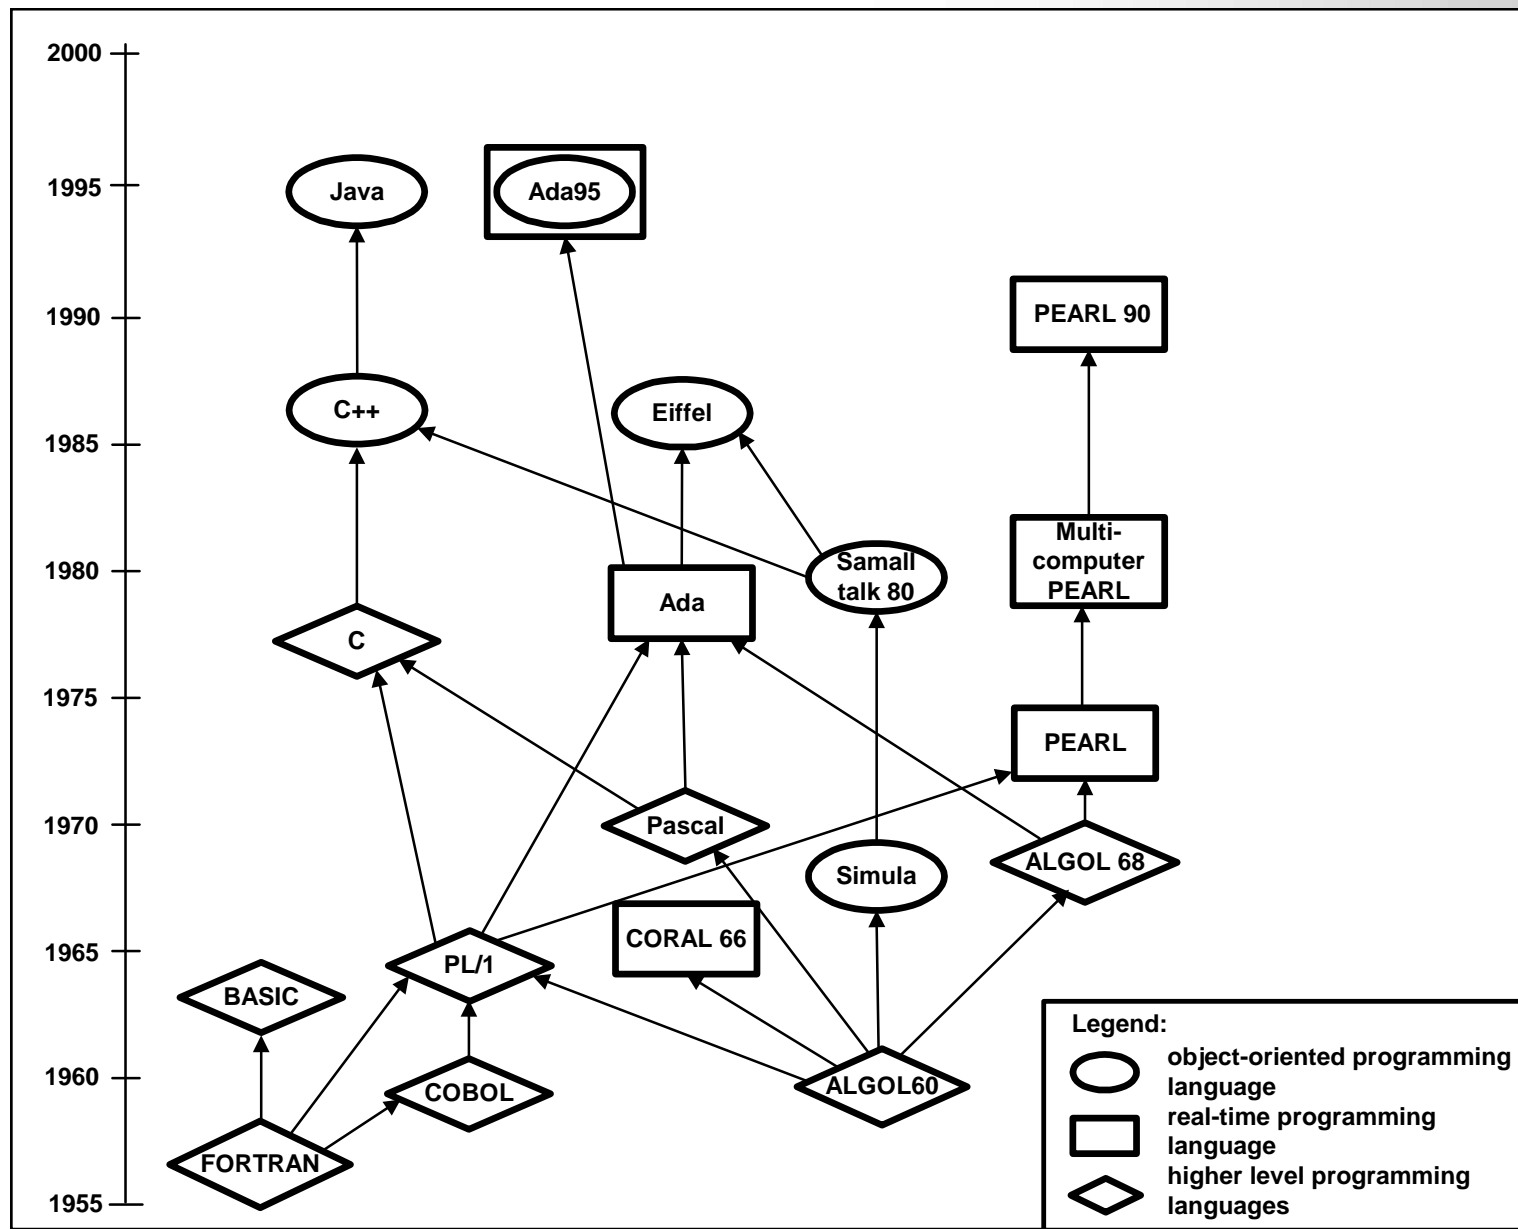 2000
1995
Java
Ada95
1990
PEARL 90
C++
Eiffel
1985
Multi-
computer
PEARL
1980
Samall
talk 80
Ada
C
1975
PEARL
1970
Pascal
ALGOL 68
Simula
CORAL 66
1965
PL/1
BASIC
1960
COBOL
ALGOL60
FORTRAN
1955
Legend:
object-oriented programming
language
real-time programming
language
higher level programming
languages